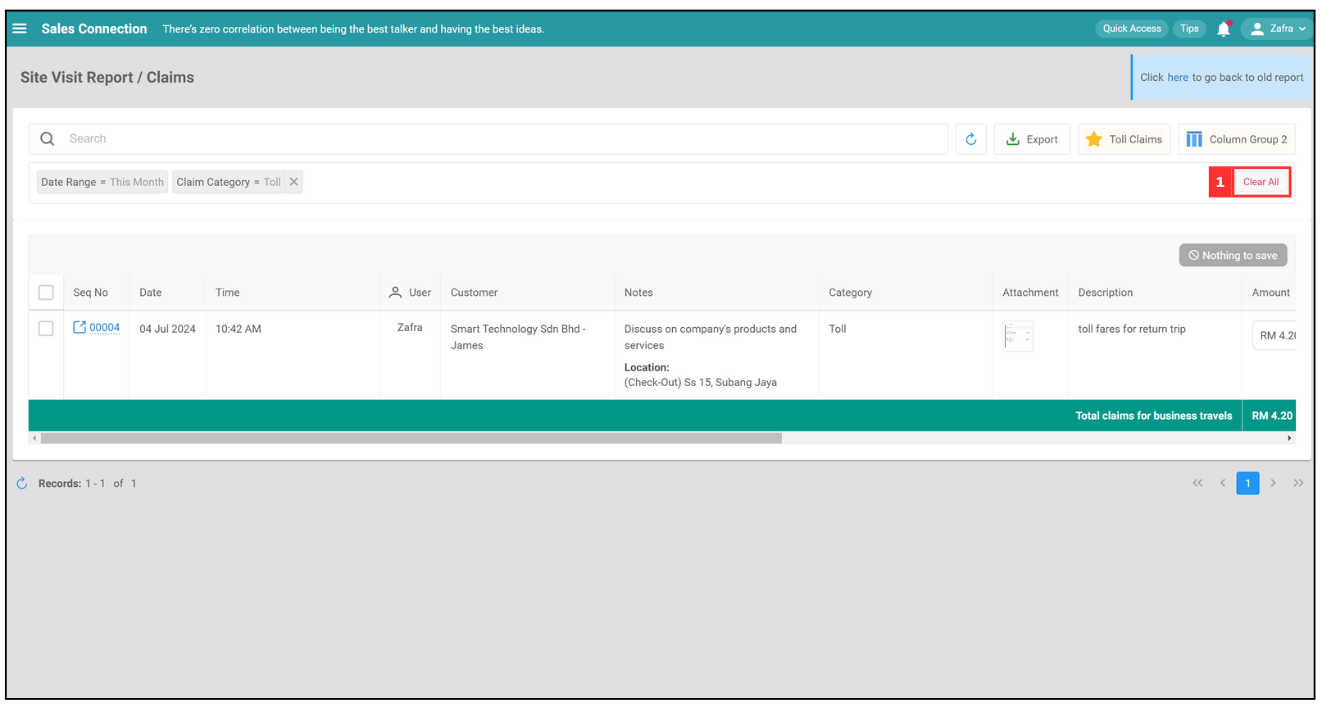 Sales Connection There's zero correlation between being the best talker and having the best ideas. Quick Access Tips Zafra
Site Visit Report / Claims
Click here to go back to old report
Search Export Toll Claims Column Group 2
Date Range = This Month Claim Category = Toll 1 Clear All
Nothing to save
Seq No Date Time User Customer Notes Category Attachment Description Amount
00004 04 Jul 2024 10:42 AM Zafra Smart Technology Sdn Bhd - Discuss on company's products and Toll toll fares for return trip RM 4.20
James services
Location:
(Check-Out) Ss 15, Subang Jaya
Total claims for business travels RM 4.20
Records: 1 - 1 of 1 1